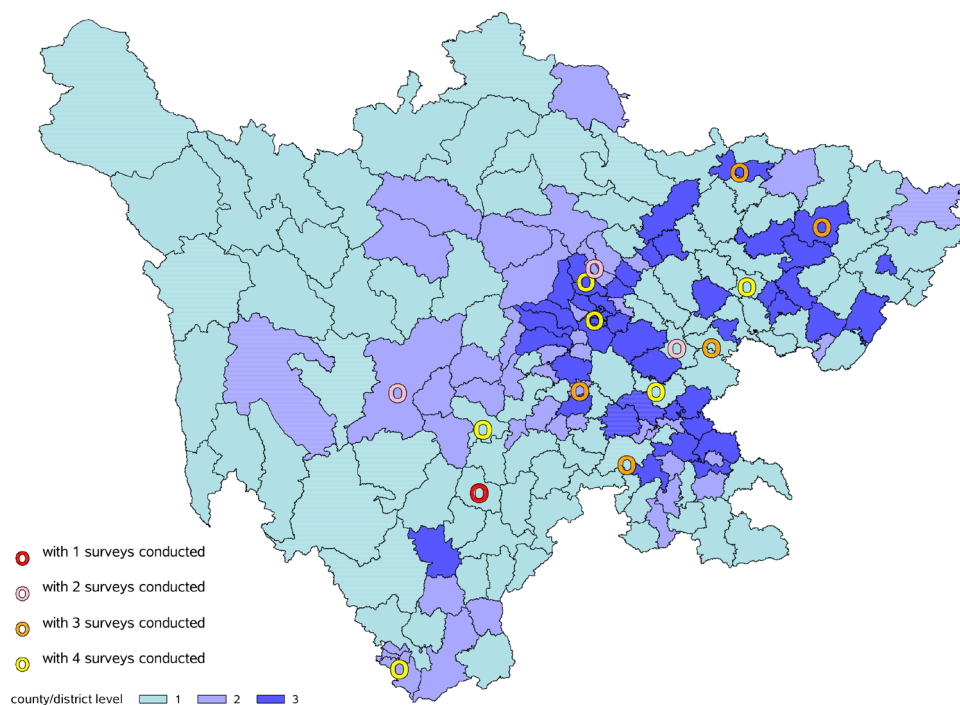 with 1 surveys conducted
with 2 surveys conducted
with 3 surveys conducted
with 4 surveys conducted
county/district level 1 2 3